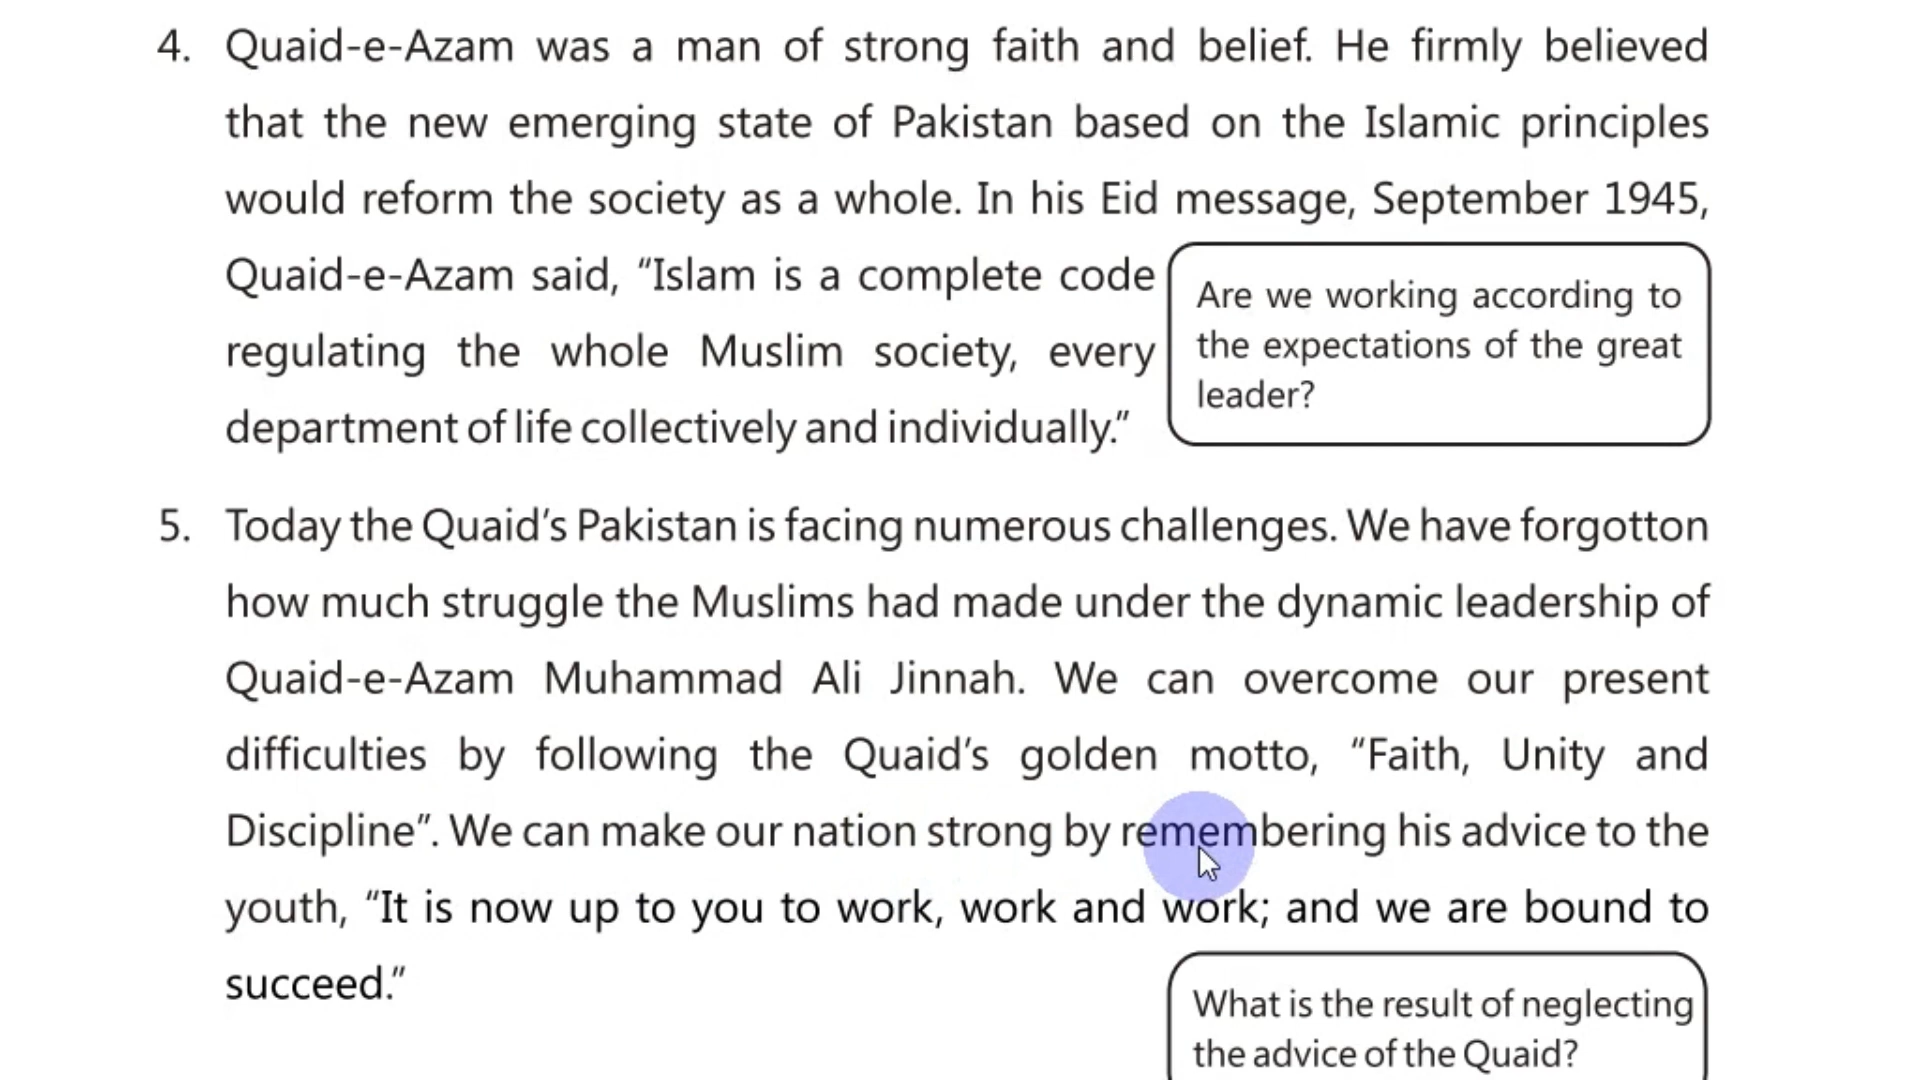 4. Quaid-e-Azam was a man of strong faith and belief. He firmly believed
that the new emerging state of Pakistan based on the Islamic principles
would reform the society as a whole. In his Eid message, September 1945,
Quaid-e-Azam said, “Islam is a complete code
regulating the whole Muslim society, every
department of life collectively and individually.”
Are we working according to
the expectations of the great
leader?
5. Today the Quaid’s Pakistan is facing numerous challenges. We have forgotton
how much struggle the Muslims had made under the dynamic leadership of
Quaid-e-Azam Muhammad Ali Jinnah. We can overcome our present
difficulties by following the Quaid’s golden motto, “Faith, Unity and
Discipline”. We can make our nation strong by remembering his advice to the
youth, “It is now up to you to work, work and work; and we are bound to
succeed.”
What is the result of neglecting
the advice of the Quaid?